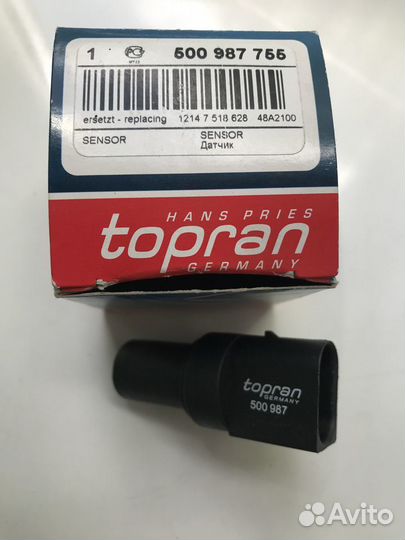 1 PC 500 987 755
ersetzt - replacing 1214 7 518 628 48A2100
SENSOR SENSOR
Датчик
HANS PRIES
topran
GERMANY
topran
GERMANY
500 987
Avito